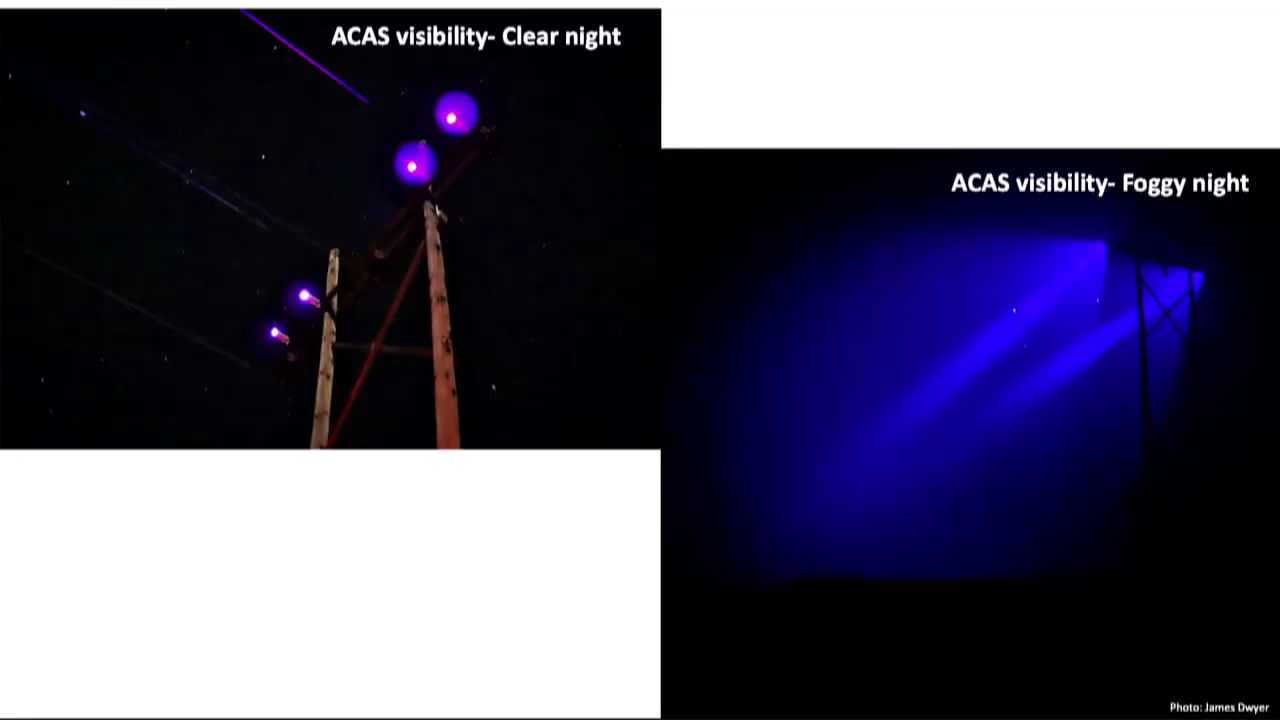 ACAS visibility- Clear night
ACAS visibility- Foggy night
Photo: James Dwyer